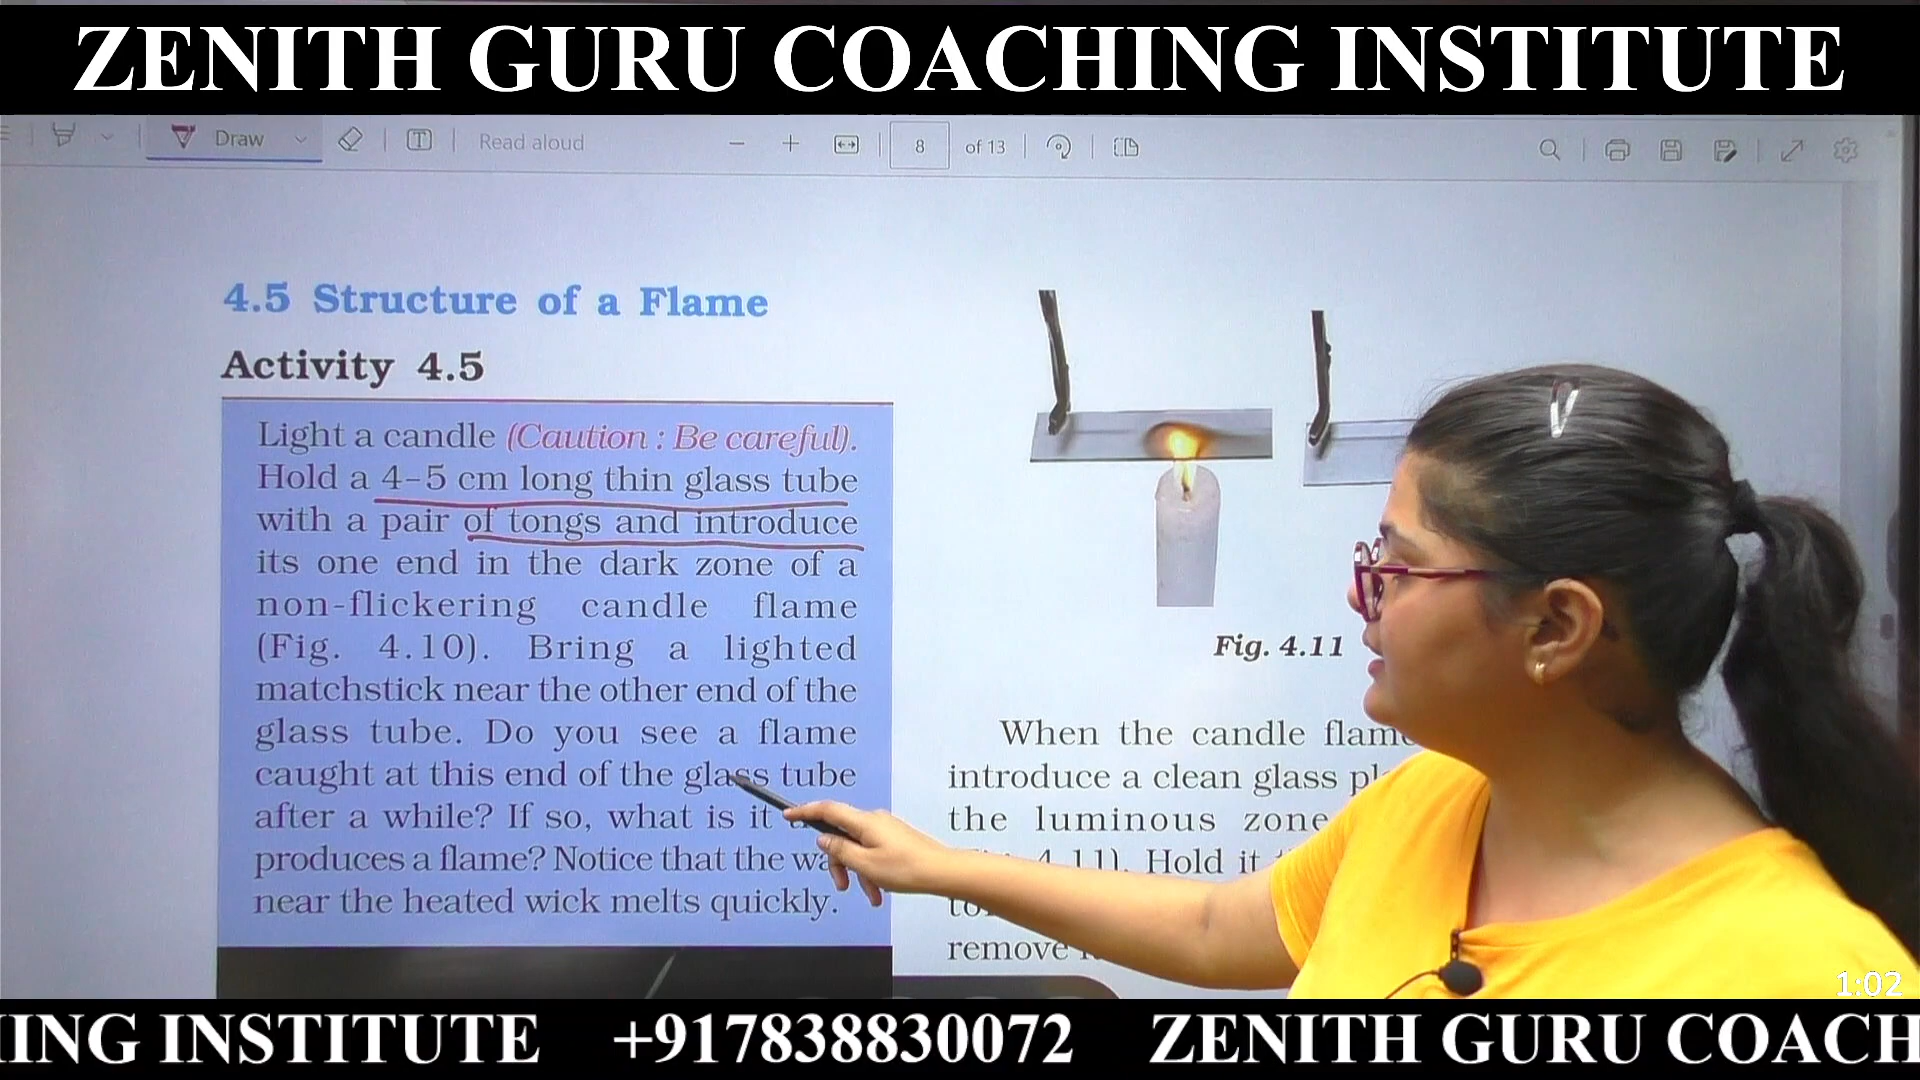 ZENITH GURU COACHING INSTITUTE
Draw
Read aloud
8 of 13
4.5 Structure of a Flame
Activity 4.5
Light a candle (Caution : Be careful).
Hold a 4–5 cm long thin glass tube
with a pair of tongs and introduce
its one end in the dark zone of a
non-flickering candle flame
(Fig. 4.10). Bring a lighted
matchstick near the other end of the
glass tube. Do you see a flame
caught at this end of the glass tube
after a while? If so, what is it
produces a flame? Notice that the
near the heated wick melts quickly.
Fig. 4.11
When the candle
introduce a clean glass
the luminous zone
4.11). Hold it
remove
1:02
ING INSTITUTE +917838830072 ZENITH GURU COACH